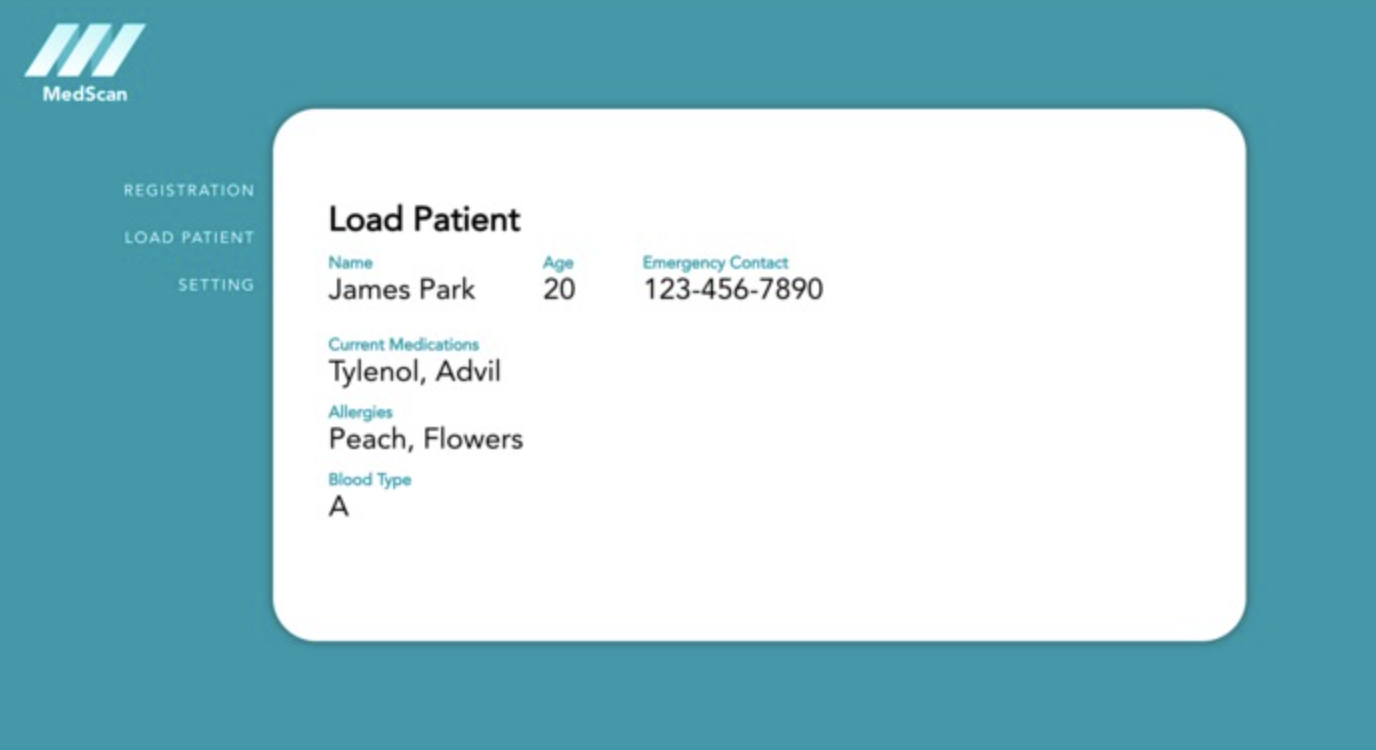 MedScan
REGISTRATION
LOAD PATIENT
SETTING
Load Patient
Name Age Emergency Contact
James Park 20 123-456-7890
Current Medications
Tylenol, Advil
Allergies
Peach, Flowers
Blood Type
A